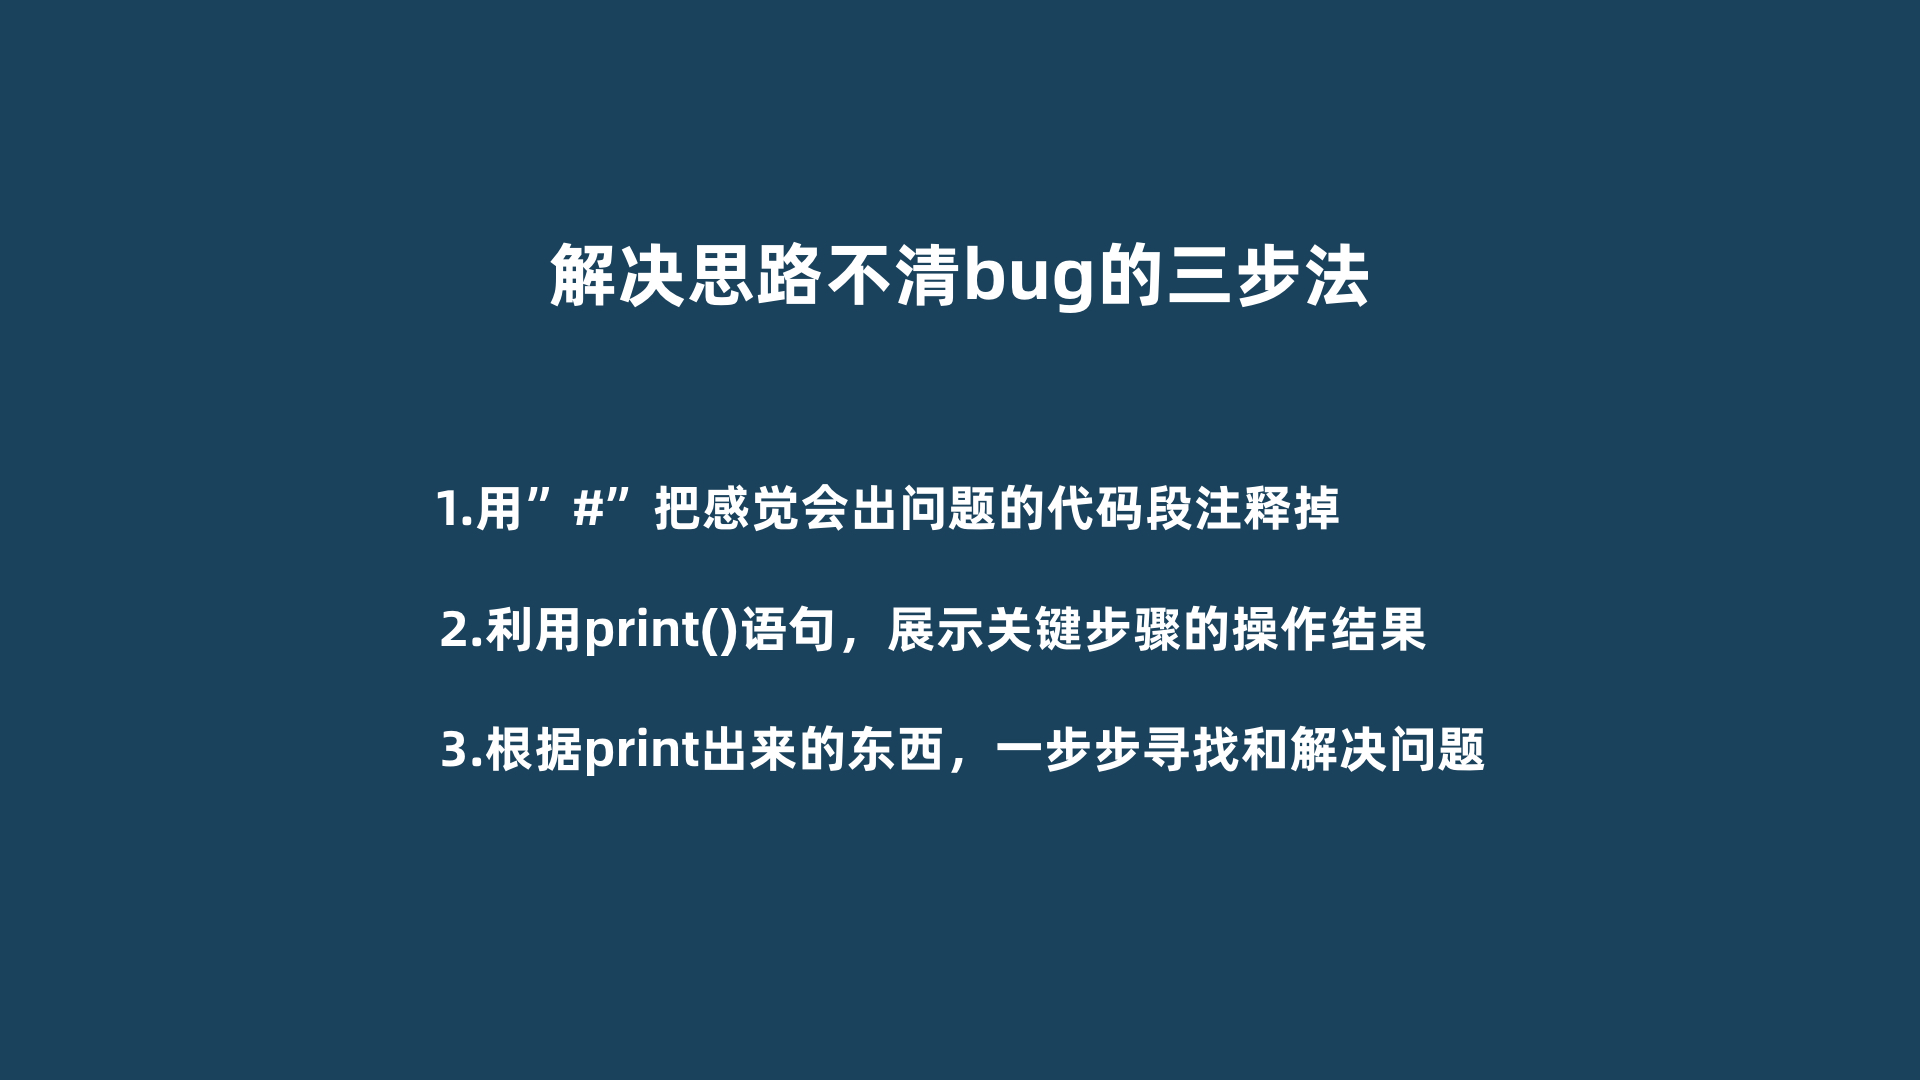 解决思路不清bug的三步法
1.用”#”把感觉会出问题的代码段注释掉
2.利用print()语句，展示关键步骤的操作结果
3.根据print出来的东西，一步步寻找和解决问题